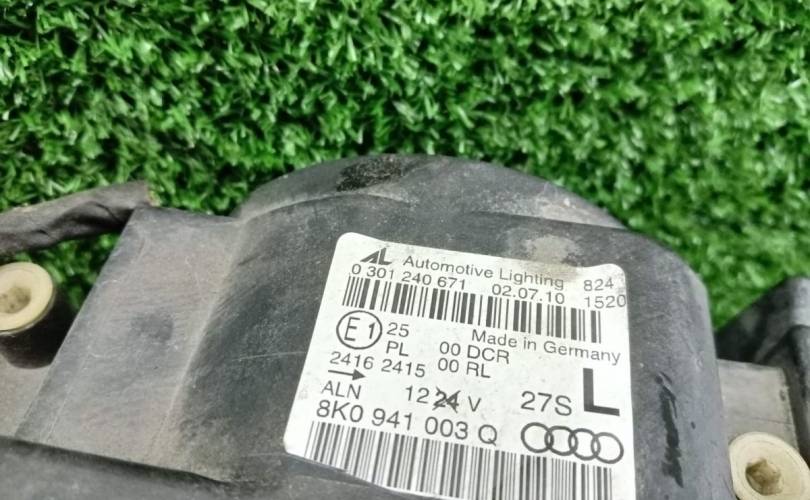 AL Automotive Lighting 824
0 301 240 671 02.07.10 1520
E1 25 Made in Germany
PL 00 DCR
2416 2415 00 RL
ALN 12 24 V 27S L
8K0 941 003 Q